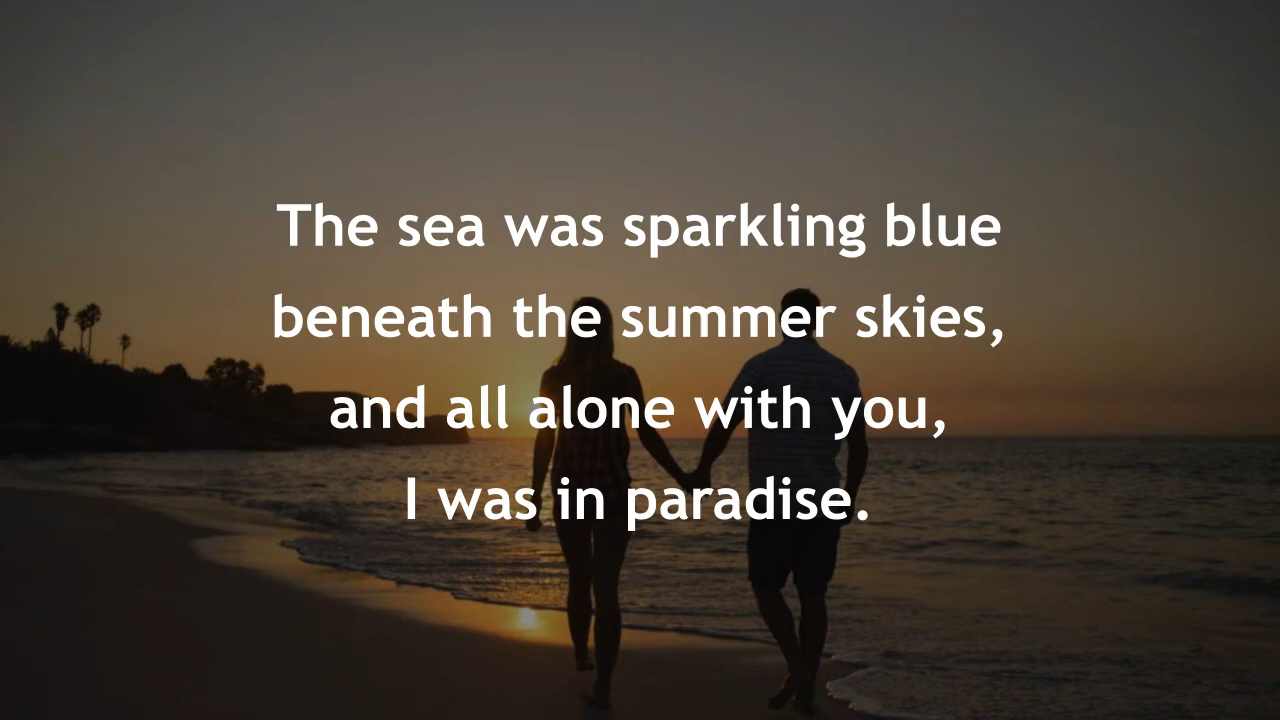 The sea was sparkling blue
beneath the summer skies,
and all alone with you,
I was in paradise.